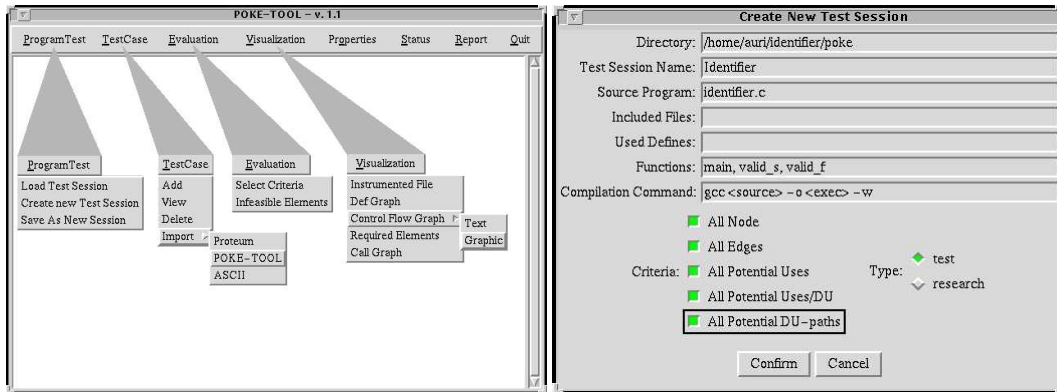 POKE-TOOL - v. 1.1
ProgramTest TestCase Evaluation Visualization Properties Status Report Quit
ProgramTest
Load Test Session
Create new Test Session
Save As New Session
TestCase
Add
View
Delete
Import
Proteum
POKE-TOOL
ASCII
Evaluation
Select Criteria
Infeasible Elements
Visualization
Instrumented File
Def Graph
Control Flow Graph
Required Elements
Call Graph
Text
Graphic
Create New Test Session
Directory: /home/auri/identifier/poke
Test Session Name: Identifier
Source Program: identifier.c
Included Files:
Used Defines:
Functions: main, valid_s, valid_f
Compilation Command: gcc <source> -o <exec> -w
Criteria:
All Node
All Edges
All Potential Uses
All Potential Uses/DU
All Potential DU-paths
Type:
test
research
Confirm Cancel